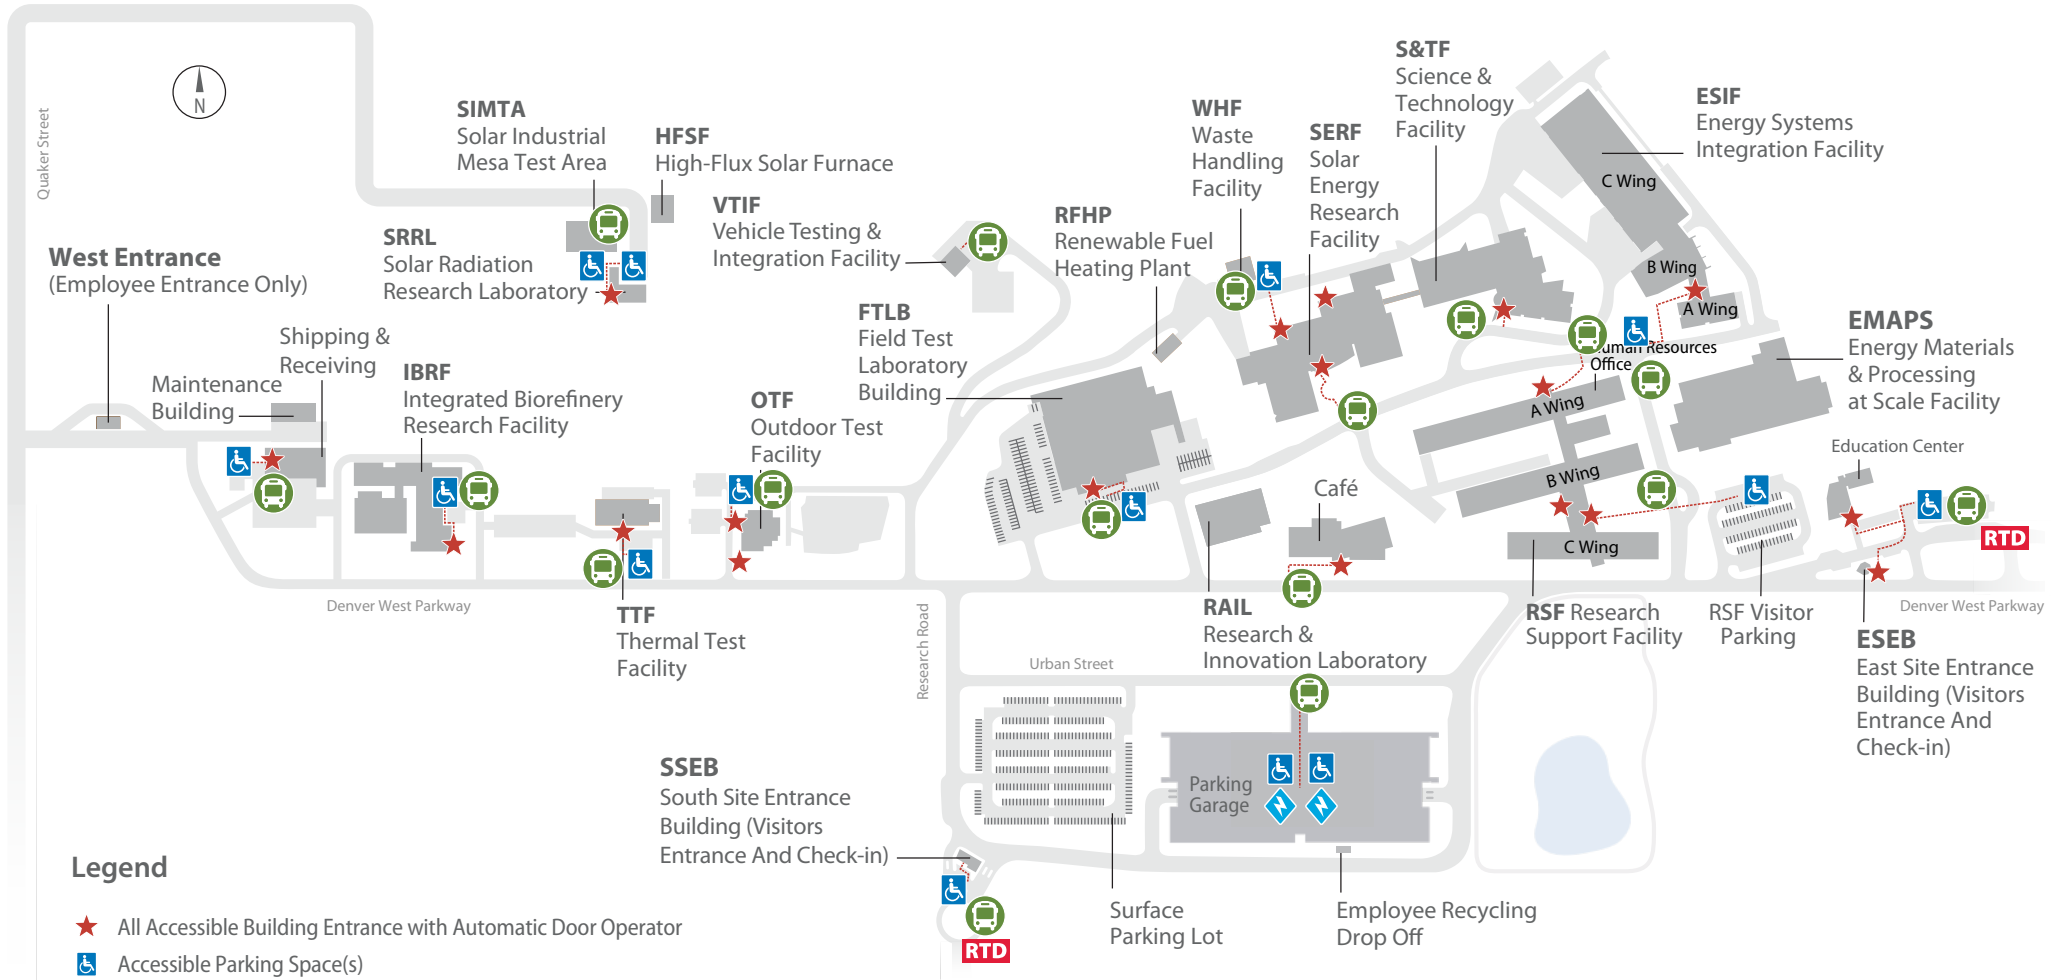 N
Quaker Street
SIMTA
Solar Industrial
Mesa Test Area
HFSF
High-Flux Solar Furnace
SRRL
Solar Radiation
Research Laboratory
VTIF
Vehicle Testing &
Integration Facility
West Entrance
(Employee Entrance Only)
Shipping &
Receiving
Maintenance
Building
IBRF
Integrated Biorefinery
Research Facility
OTF
Outdoor Test
Facility
FTLB
Field Test
Laboratory
Building
RFHP
Renewable Fuel
Heating Plant
WHF
Waste
Handling
Facility
SERF
Solar
Energy
Research
Facility
S&TF
Science &
Technology
Facility
ESIF
Energy Systems
Integration Facility
C Wing
B Wing
A Wing
Human Resources
Office
EMAPS
Energy Materials
& Processing
at Scale Facility
A Wing
B Wing
C Wing
Education Center
Café
RTD
Denver West Parkway
TTF
Thermal Test
Facility
Research Road
RAIL
Research &
Innovation Laboratory
RSF Research
Support Facility
RSF Visitor
Parking
Denver West Parkway
ESEB
East Site Entrance
Building (Visitors
Entrance And
Check-in)
Urban Street
Parking
Garage
SSEB
South Site Entrance
Building (Visitors
Entrance And Check-in)
RTD
Surface
Parking Lot
Employee Recycling
Drop Off
Legend
All Accessible Building Entrance with Automatic Door Operator
Accessible Parking Space(s)